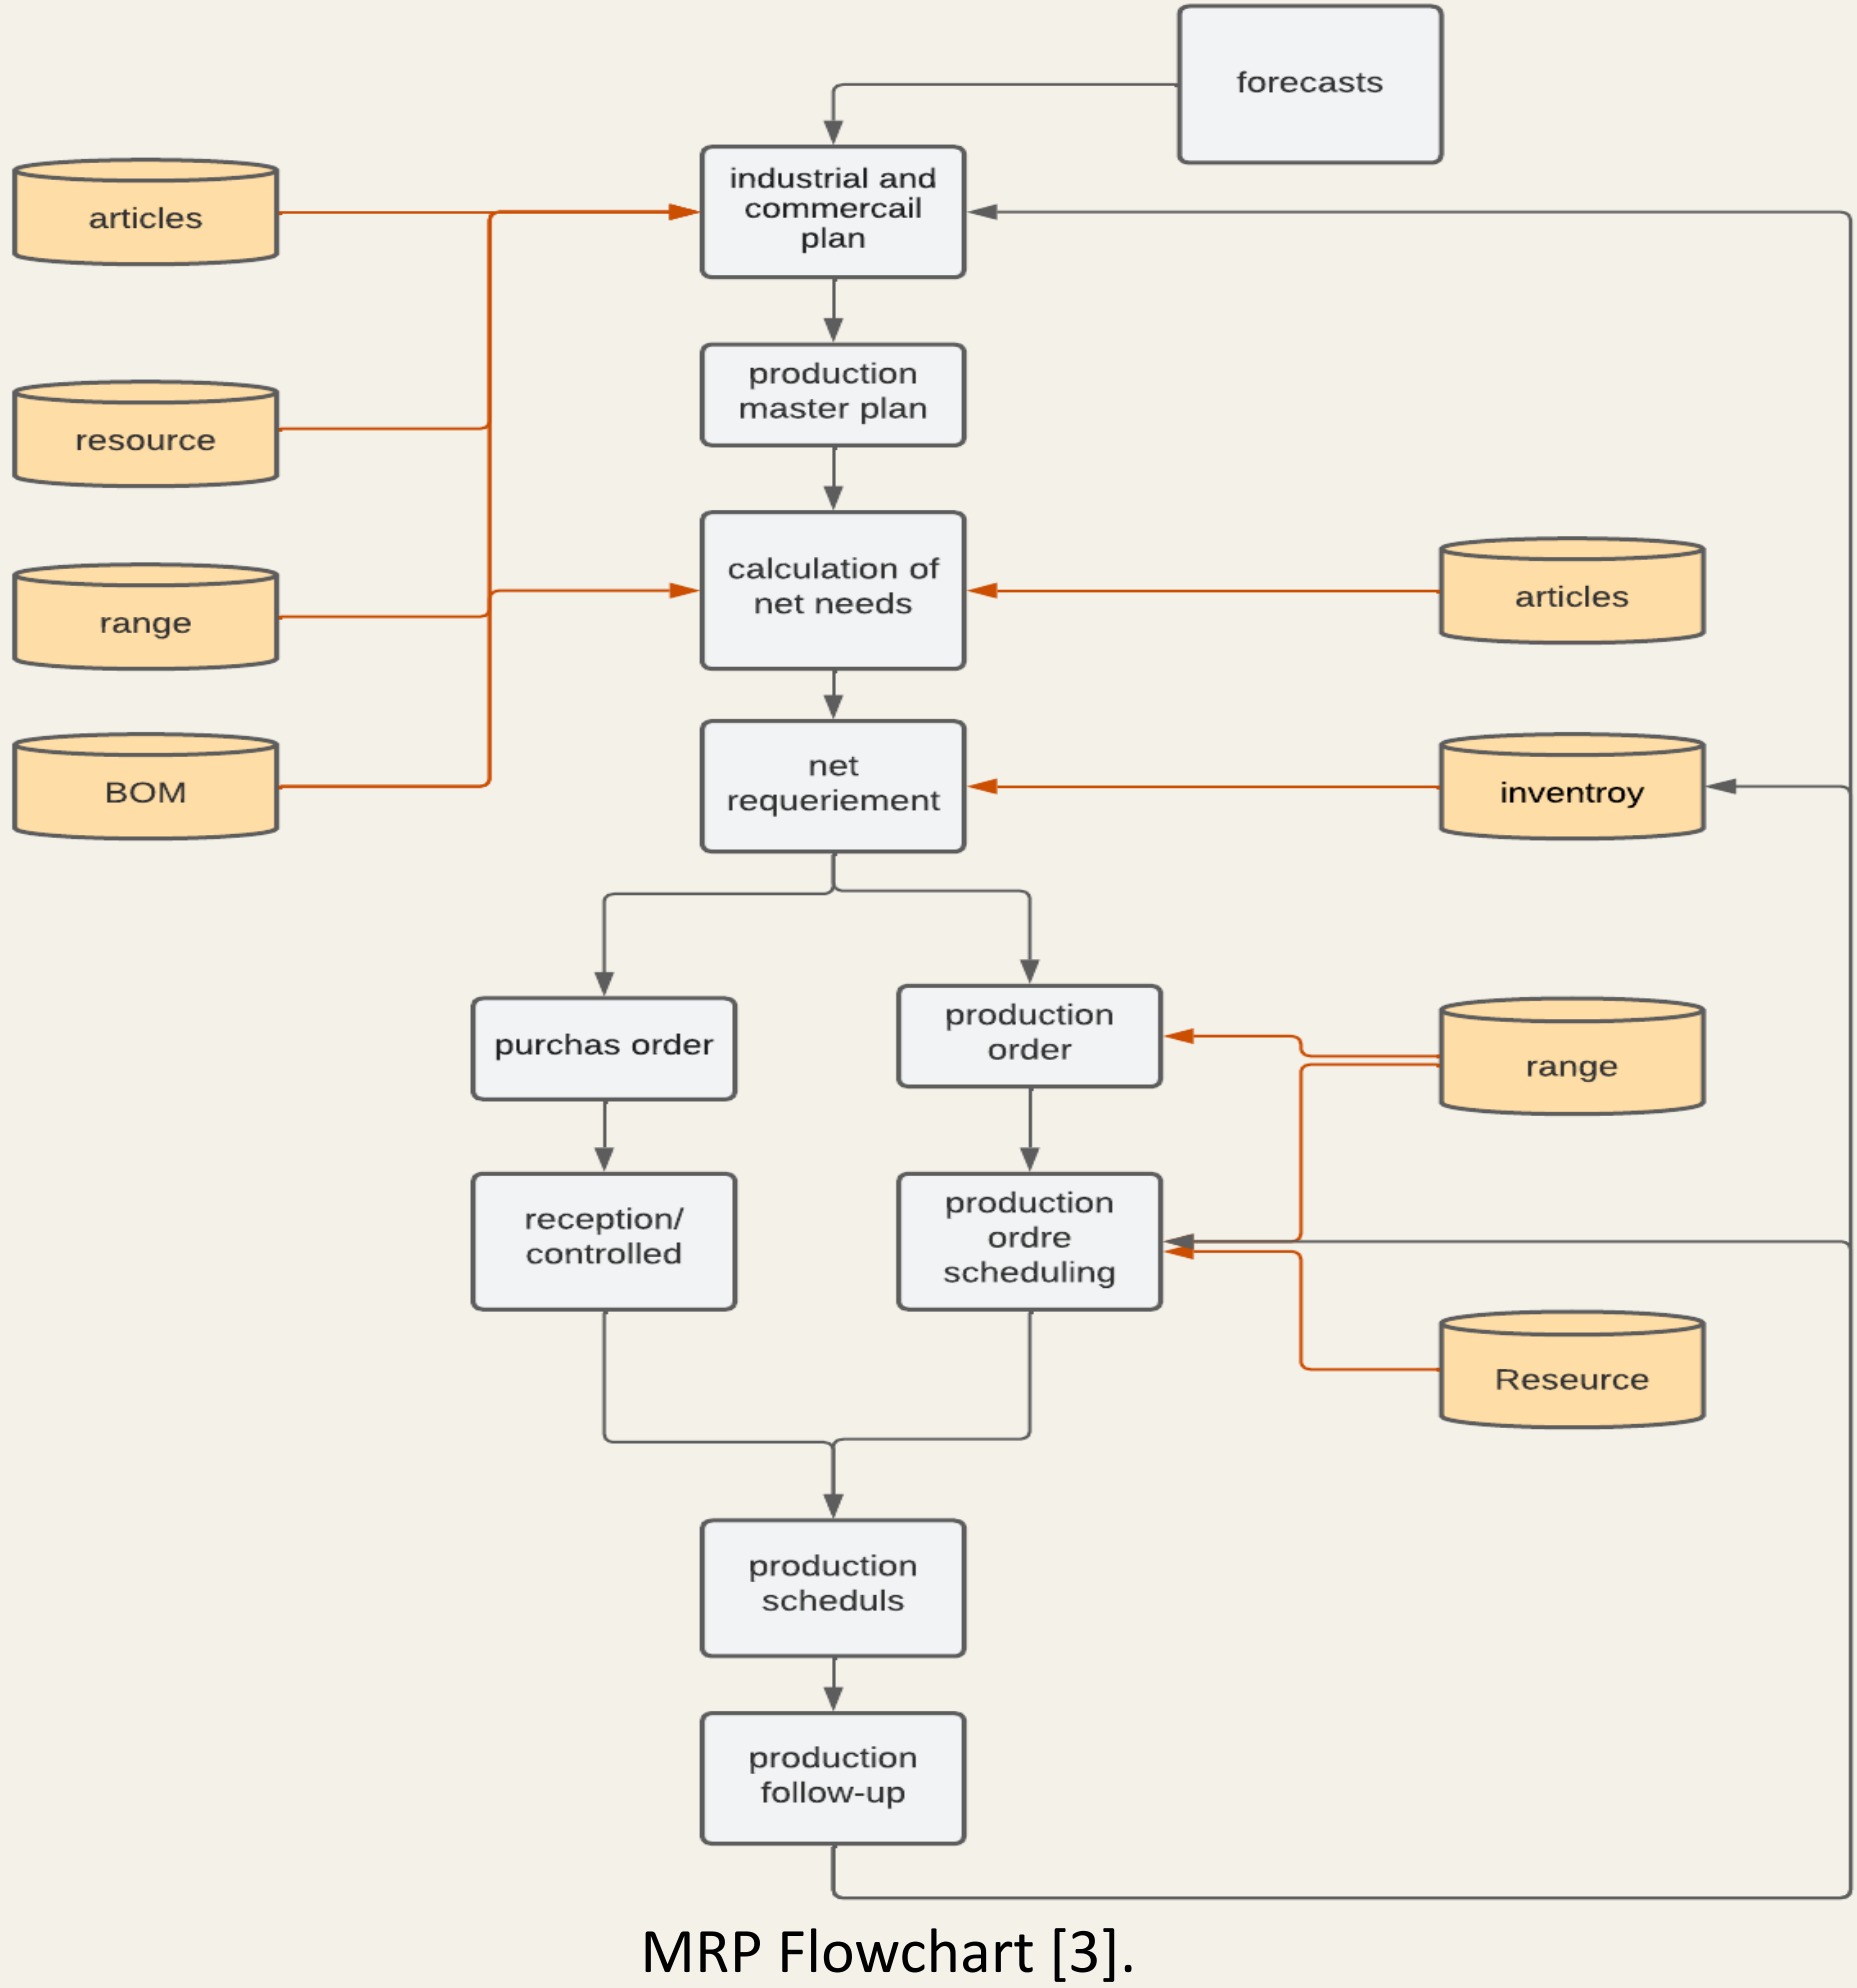 forecasts
industrial and
commercail
plan
articles
production
master plan
resource
calculation of
net needs
articles
range
net
requeriement
inventroy
BOM
purchas order
production
order
range
reception/
controlled
production
ordre
scheduling
Reseurce
production
scheduls
production
follow-up
MRP Flowchart [3].